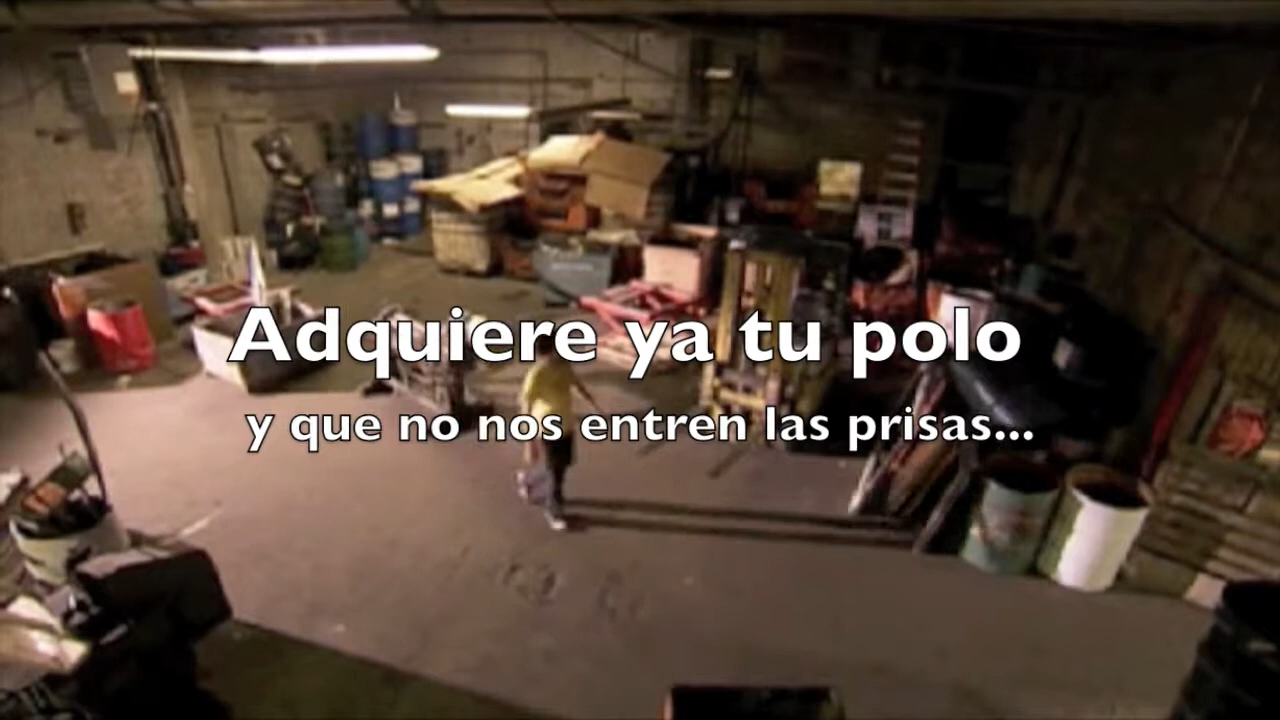 Adquiere ya tu polo
y que no nos entren las prisas...